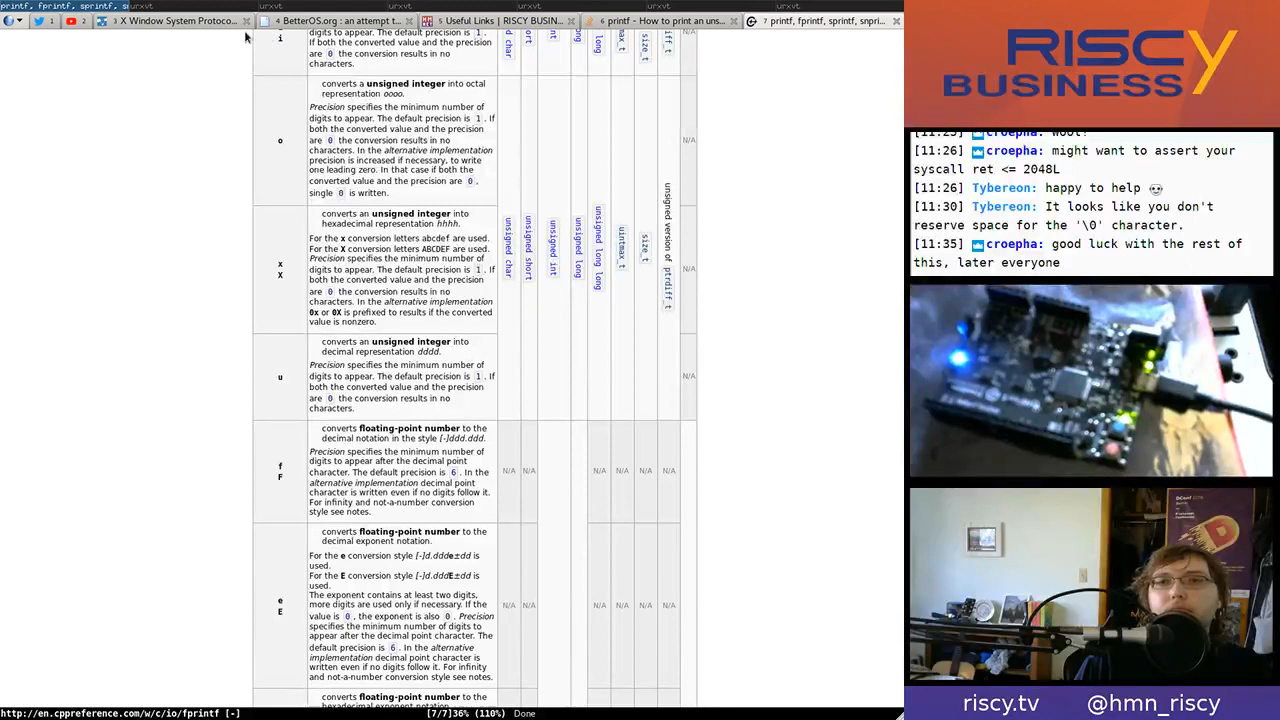 printf, fprintf, sprintf, s
urxvt
urxvt
urxvt
urxvt
urxvt
urxvt
1
2
3 X Window System Protoco...
4 BetterOS.org : an attempt t...
5 Useful Links | RISCY BUSIN...
6 printf - How to print an uns...
7 printf, fprintf, sprintf, snpri...
i
digits to appear. The default precision is 1.
If both the converted value and the precision
are 0 the conversion results in no
characters.
N/A
o
converts a unsigned integer into octal
representation oooo.
Precision specifies the minimum number of
digits to appear. The default precision is 1. If
both the converted value and the precision
are 0 the conversion results in no
characters. In the alternative implementation
precision is increased if necessary, to write
one leading zero. In that case if both the
converted value and the precision are 0,
single 0 is written.
N/A
x
X
converts an unsigned integer into
hexadecimal representation hhhh.
For the x conversion letters abcdef are used.
For the X conversion letters ABCDEF are used.
Precision specifies the minimum number of
digits to appear. The default precision is 1. If
both the converted value and the precision
are 0 the conversion results in no
characters. In the alternative implementation
0x or 0X is prefixed to results if the converted
value is nonzero.
unsigned char
unsigned short
unsigned int
unsigned long
unsigned long long
uintmax_t
size_t
unsigned version of ptrdiff_t
N/A
u
converts an unsigned integer into
decimal representation dddd.
Precision specifies the minimum number of
digits to appear. The default precision is 1. If
both the converted value and the precision
are 0 the conversion results in no
characters.
N/A
f
F
converts floating-point number to the
decimal notation in the style [-]ddd.ddd.
Precision specifies the minimum number of
digits to appear after the decimal point
character. The default precision is 6. In the
alternative implementation decimal point
character is written even if no digits follow it.
For infinity and not-a-number conversion
style see notes.
N/A N/A N/A N/A N/A N/A
e
E
converts floating-point number to the
decimal exponent notation.
For the e conversion style [-]d.ddde±dd is
used.
For the E conversion style [-]d.dddE±dd is
used.
The exponent contains at least two digits,
more digits are used only if necessary. If the
value is 0, the exponent is also 0. Precision
specifies the minimum number of digits to
appear after the decimal point character. The
default precision is 6. In the alternative
implementation decimal point character is
written even if no digits follow it. For infinity
and not-a-number conversion style see notes.
N/A N/A N/A N/A N/A N/A
converts floating-point number to the
hexadecimal exponent notation.
http://en.cppreference.com/w/c/io/fprintf [-]
[7/7]36% (110%) Done
RISCY
BUSINESS
[11:25] croepha: woot!
[11:26] croepha: might want to assert your
syscall ret <= 2048L
[11:26] Tybereon: happy to help
[11:30] Tybereon: It looks like you don't
reserve space for the '\0' character.
[11:35] croepha: good luck with the rest of
this, later everyone
riscy.tv @hmn_riscy